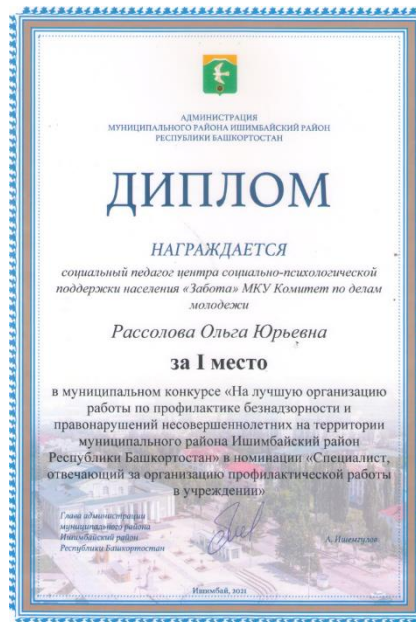 АДМИНИСТРАЦИЯ
МУНИЦИПАЛЬНОГО РАЙОНА ИШИМБАЙСКИЙ РАЙОН
РЕСПУБЛИКИ БАШКОРТОСТАН
ДИПЛОМ
НАГРАЖДАЕТСЯ
социальный педагог центра социально-психологической
поддержки населения «Забота» МКУ Комитет по делам
молодежи
Рассолова Ольга Юрьевна
за I место
в муниципальном конкурсе «На лучшую организацию
работы по профилактике безнадзорности и
правонарушений несовершеннолетних на территории
муниципального района Ишимбайский район
Республики Башкортостан» в номинации «Специалист,
отвечающий за организацию профилактической работы
в учреждении»
Глава администрации
муниципального района
Ишимбайский район
Республики Башкортостан
А. Ишемгулов
Ишимбай, 2021